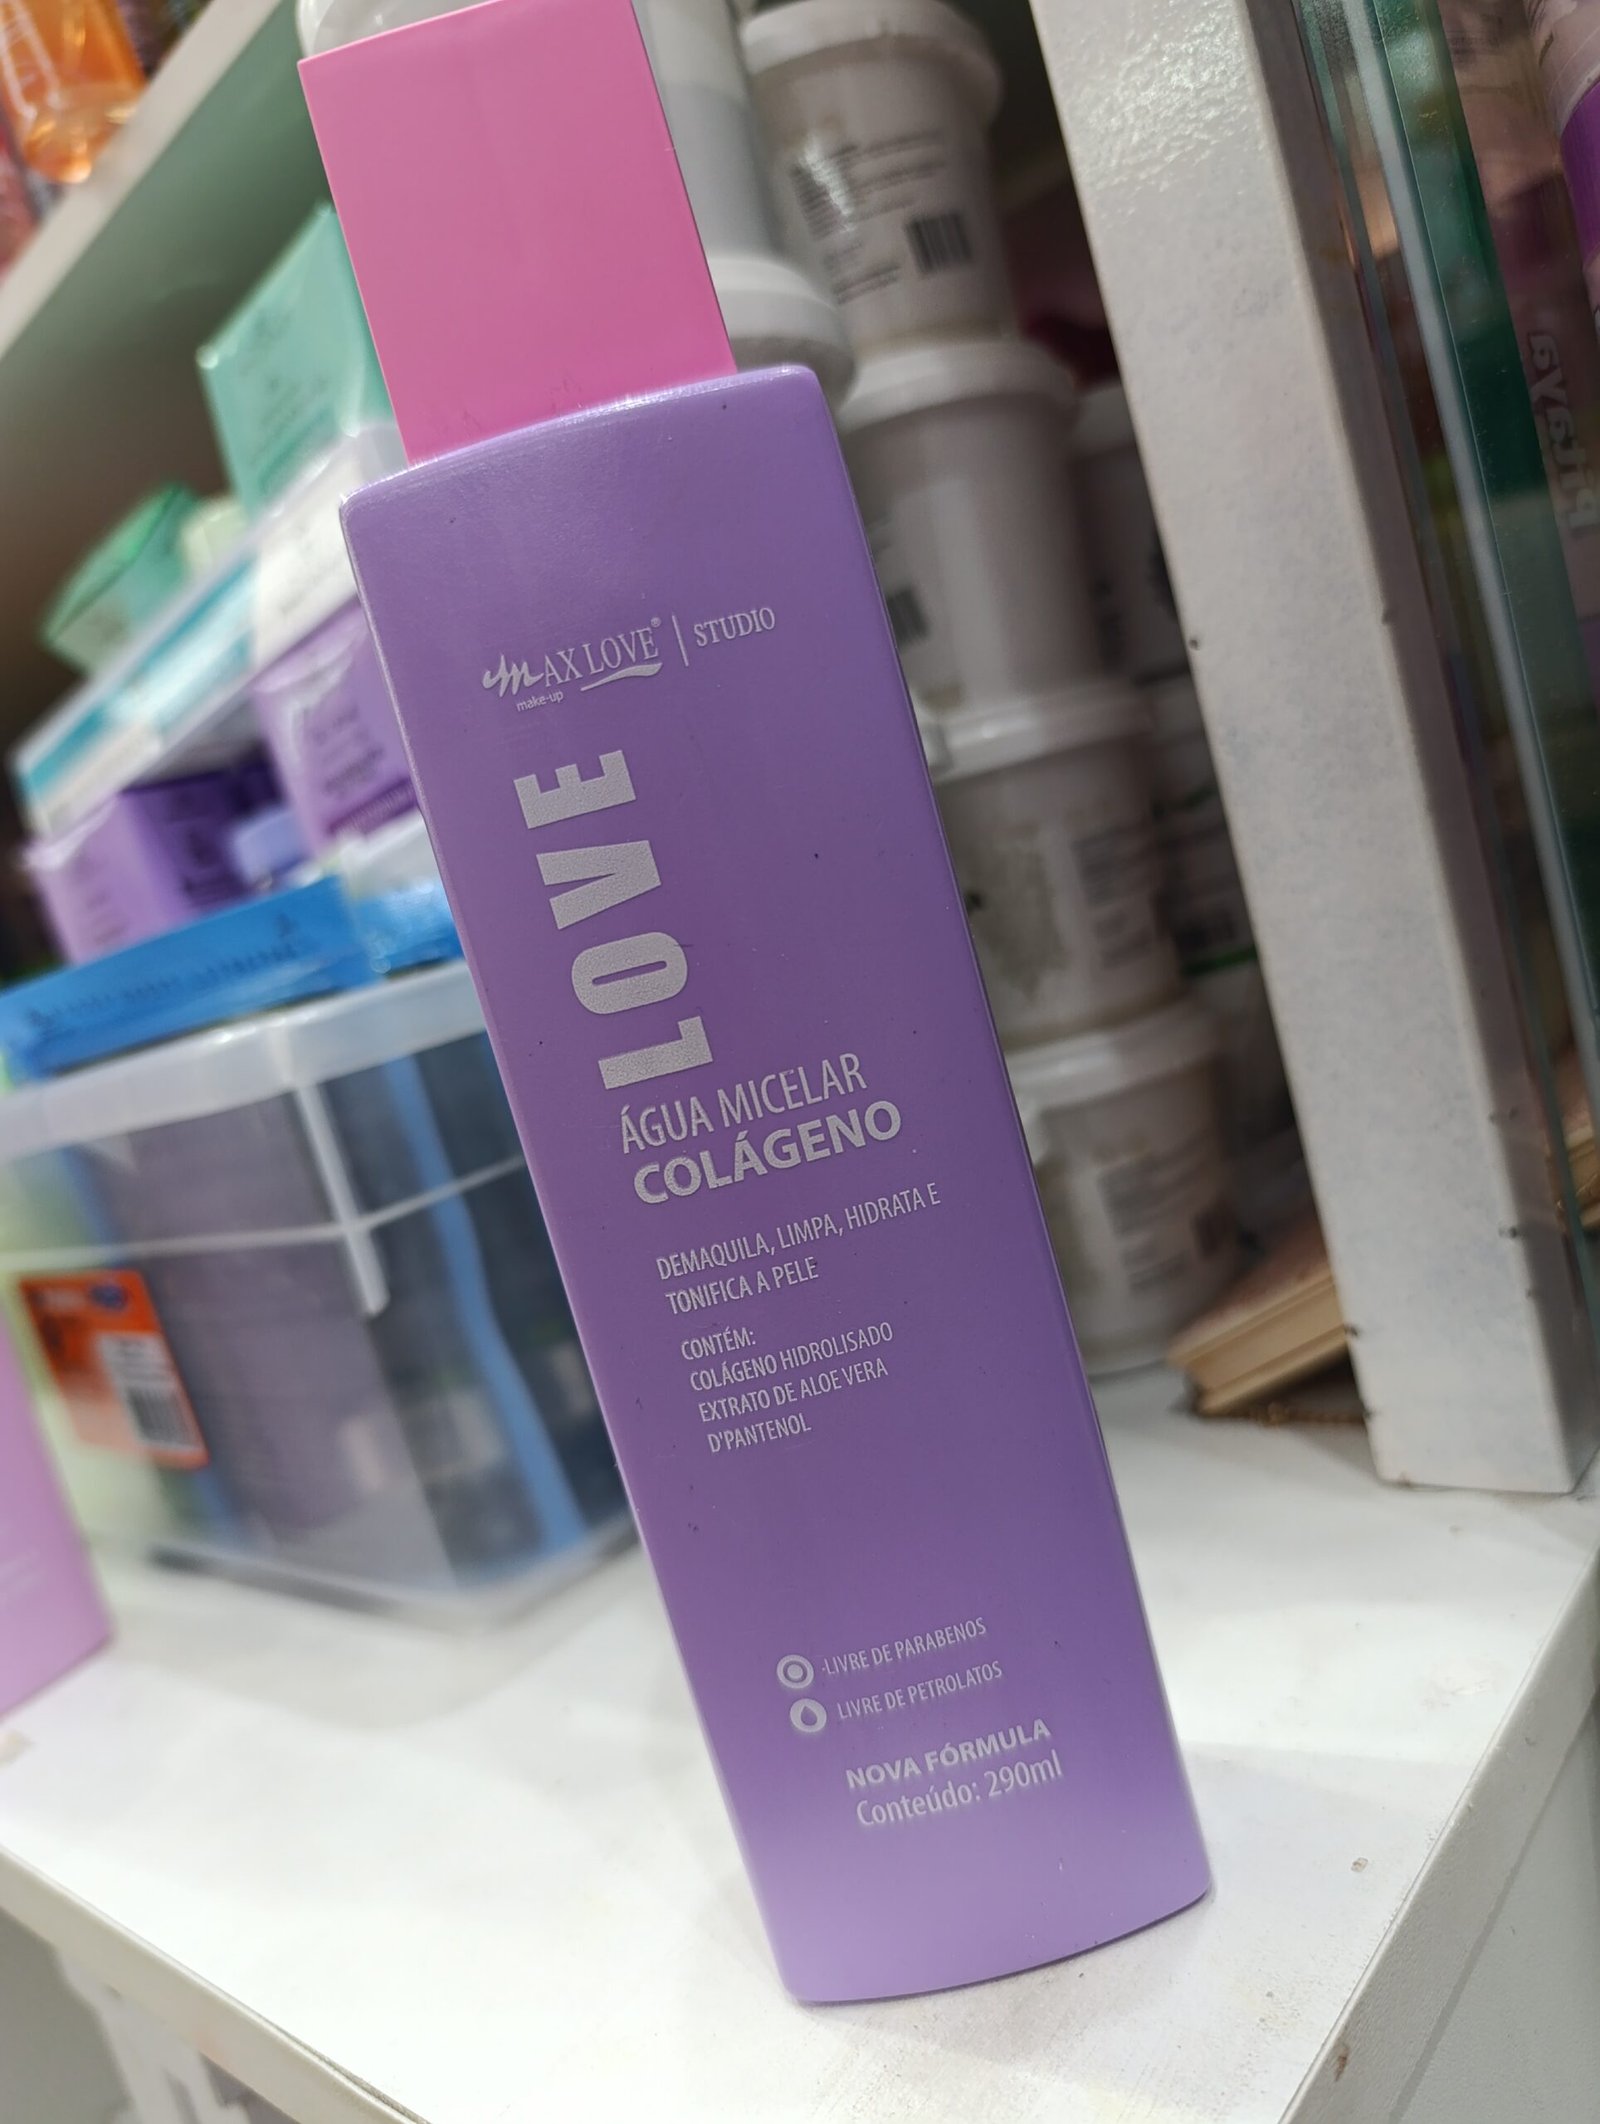 MAX LOVE® | STUDIO
make-up
LOVE
ÁGUA MICELAR
COLÁGENO
DEMAQUILA, LIMPA, HIDRATA E
TONIFICA A PELE
CONTÉM:
COLÁGENO HIDROLISADO
EXTRATO DE ALOE VERA
D'PANTENOL
-LIVRE DE PARABENOS
LIVRE DE PETROLATOS
NOVA FÓRMULA
Conteúdo: 290ml